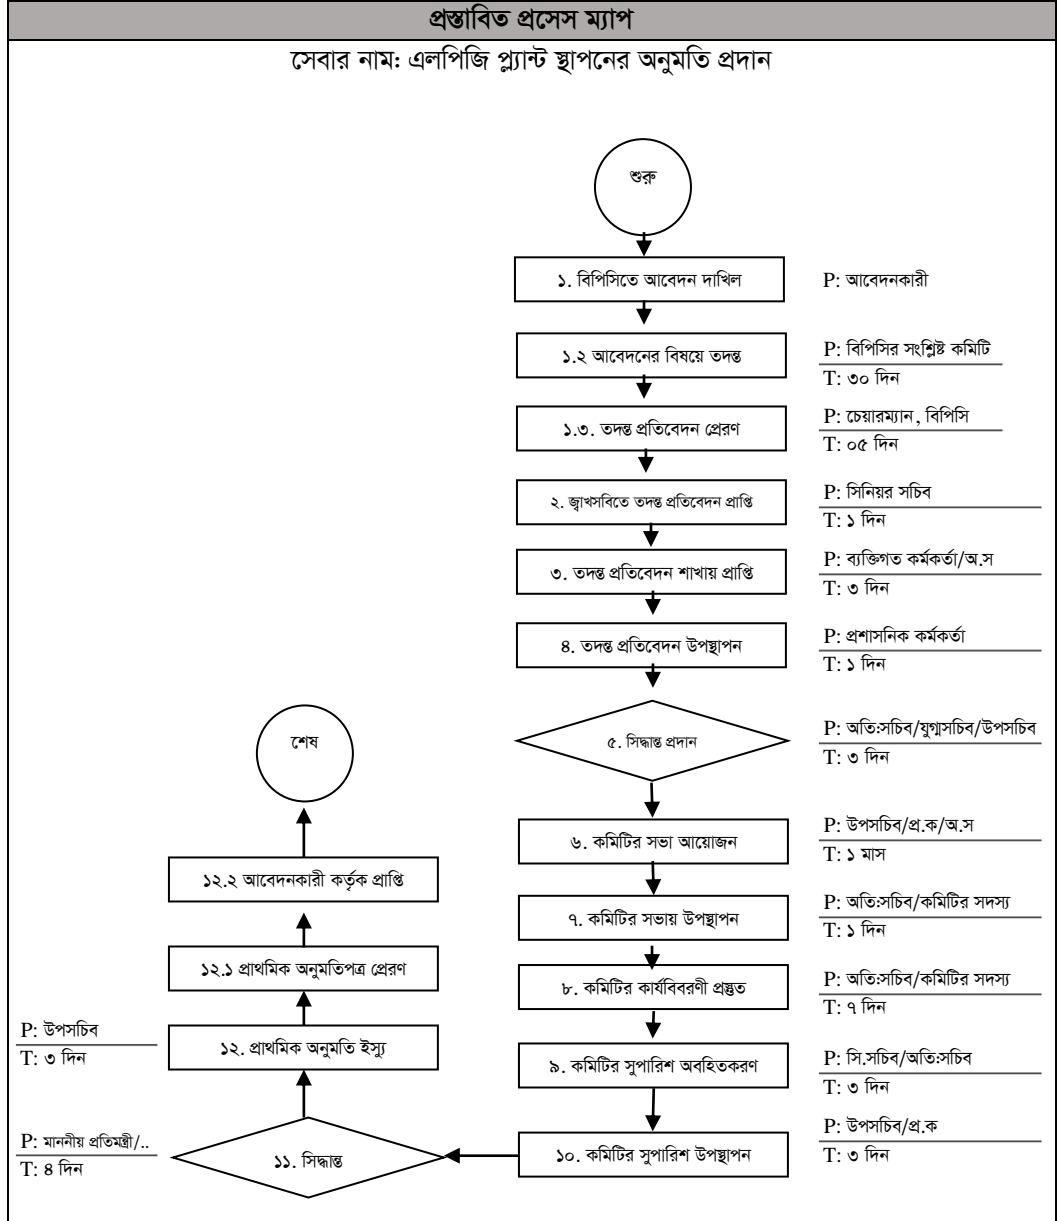 প্রস্তাবিত প্রসেস ম্যাপ
সেবার নাম: এলপিজি প্ল্যান্ট স্থাপনের অনুমতি প্রদান
শুরু
১. বিপিসিতে আবেদন দাখিল
P: আবেদনকারী
১.২ আবেদনের বিষয়ে তদন্ত
P: বিপিসির সংশ্লিষ্ট কমিটি
T: ৩০ দিন
১.৩. তদন্ত প্রতিবেদন প্রেরণ
P: চেয়ারম্যান, বিপিসি
T: ০৫ দিন
২. জ্বাখসবিতে তদন্ত প্রতিবেদন প্রাপ্তি
P: সিনিয়র সচিব
T: ১ দিন
৩. তদন্ত প্রতিবেদন শাখায় প্রাপ্তি
P: ব্যক্তিগত কর্মকর্তা/অ.স
T: ৩ দিন
৪. তদন্ত প্রতিবেদন উপস্থাপন
P: প্রশাসনিক কর্মকর্তা
T: ১ দিন
৫. সিদ্ধান্ত প্রদান
P: অতি:সচিব/যুগ্মসচিব/উপসচিব
T: ৩ দিন
৬. কমিটির সভা আয়োজন
P: উপসচিব/প্র.ক/অ.স
T: ১ মাস
৭. কমিটির সভায় উপস্থাপন
P: অতি:সচিব/কমিটির সদস্য
T: ১ দিন
৮. কমিটির কার্যবিবরণী প্রস্তুত
P: অতি:সচিব/কমিটির সদস্য
T: ৭ দিন
৯. কমিটির সুপারিশ অবহিতকরণ
P: সি.সচিব/অতি:সচিব
T: ৩ দিন
১০. কমিটির সুপারিশ উপস্থাপন
P: উপসচিব/প্র.ক
T: ৩ দিন
১১. সিদ্ধান্ত
P: মাননীয় প্রতিমন্ত্রী/..
T: ৪ দিন
১২. প্রাথমিক অনুমতি ইস্যু
P: উপসচিব
T: ৩ দিন
১২.১ প্রাথমিক অনুমতিপত্র প্রেরণ
১২.২ আবেদনকারী কর্তৃক প্রাপ্তি
শেষ